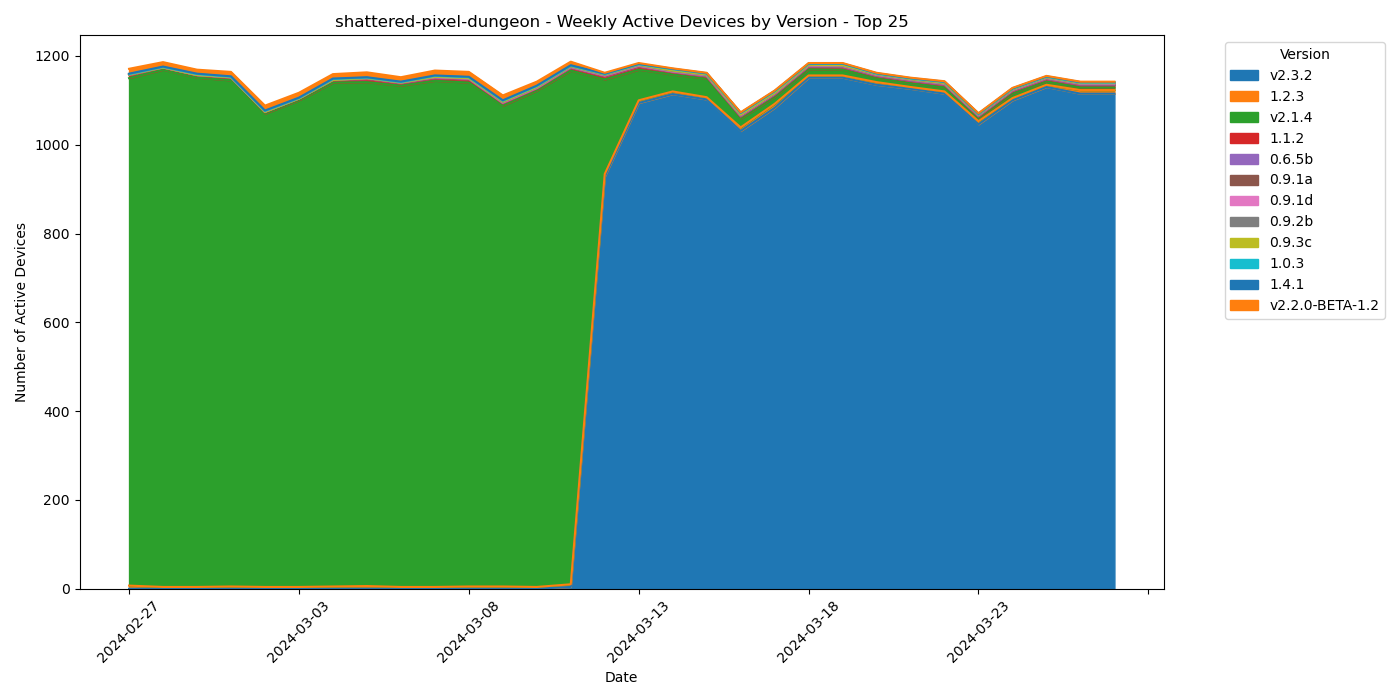 shattered-pixel-dungeon - Weekly Active Devices by Version - Top 25
1200
1000
800
600
400
200
0
Number of Active Devices
2024-02-27
2024-03-03
2024-03-08
2024-03-13
2024-03-18
2024-03-23
Date
Version
v2.3.2
1.2.3
v2.1.4
1.1.2
0.6.5b
0.9.1a
0.9.1d
0.9.2b
0.9.3c
1.0.3
1.4.1
v2.2.0-BETA-1.2